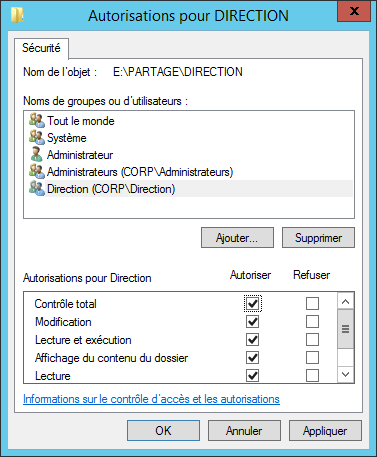 Autorisations pour DIRECTION
x
Sécurité
Nom de l'objet : E:\PARTAGE\DIRECTION
Noms de groupes ou d'utilisateurs :
Tout le monde
Système
Administrateur
Administrateurs (CORP\Administrateurs)
Direction (CORP\Direction)
Ajouter... Supprimer
Autorisations pour Direction Autoriser Refuser
Contrôle total
Modification
Lecture et exécution
Affichage du contenu du dossier
Lecture
Informations sur le contrôle d'accès et les autorisations
OK Annuler Appliquer